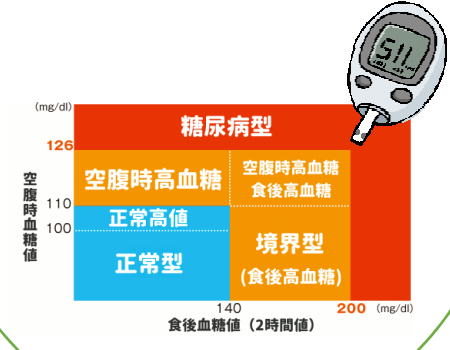 511
(mg/dl)
糖尿病型
126
空腹時高血糖
空腹時高血糖
食後高血糖
110
正常高値
100
空腹時血糖値
正常型
境界型
(食後高血糖)
140
200
(mg/dl)
食後血糖値（2時間値）